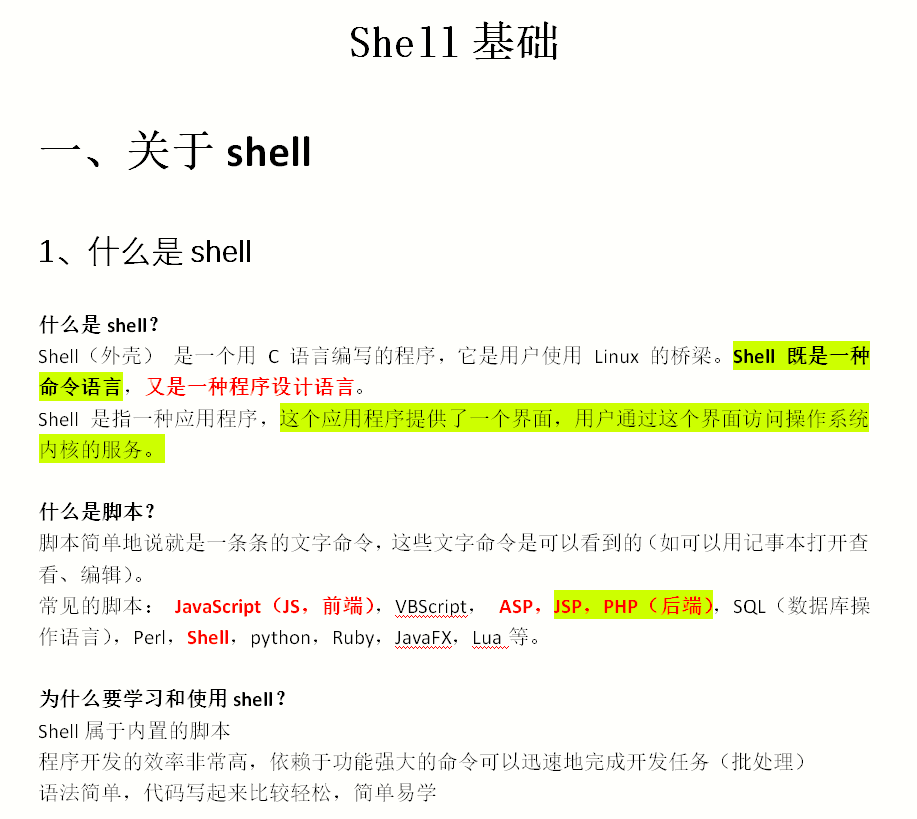 Shell 基础
一、关于 shell
1、什么是 shell
什么是 shell？
Shell（外壳） 是一个用 C 语言编写的程序，它是用户使用 Linux 的桥梁。Shell 既是一种
命令语言，又是一种程序设计语言。
Shell 是指一种应用程序，这个应用程序提供了一个界面，用户通过这个界面访问操作系统
内核的服务。
什么是脚本？
脚本简单地说就是一条条的文字命令，这些文字命令是可以看到的（如可以用记事本打开查
看、编辑）。
常见的脚本： JavaScript（JS，前端），VBScript， ASP，JSP，PHP（后端），SQL（数据库操
作语言），Perl，Shell，python，Ruby，JavaFX，Lua 等。
为什么要学习和使用 shell？
Shell 属于内置的脚本
程序开发的效率非常高，依赖于功能强大的命令可以迅速地完成开发任务（批处理）
语法简单，代码写起来比较轻松，简单易学